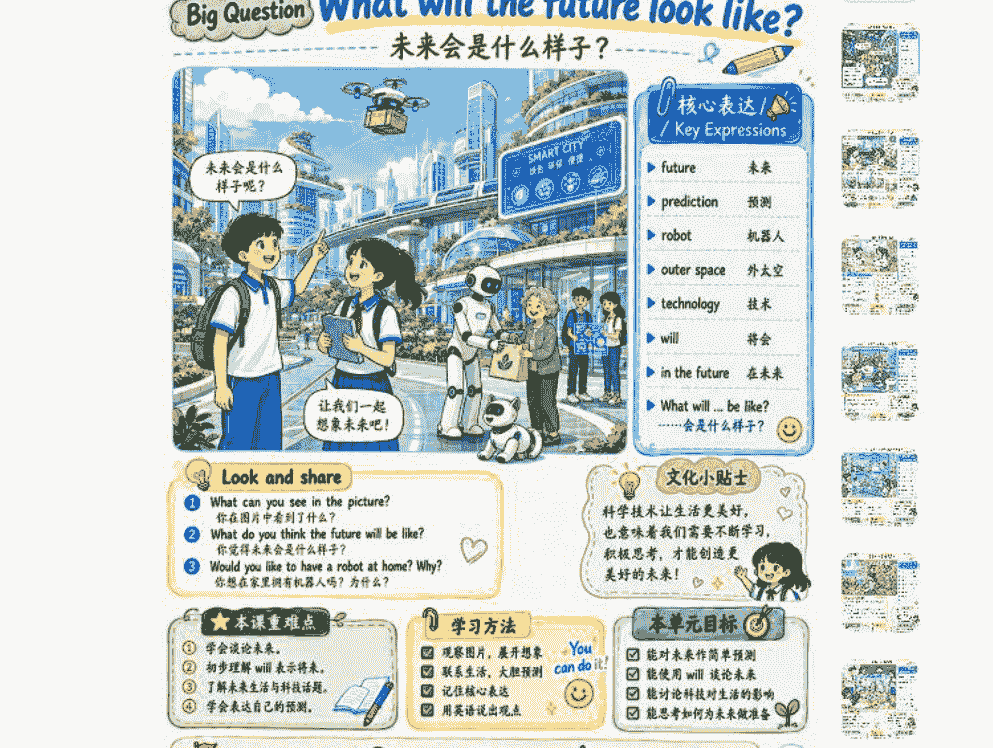 Big Question
What will the future look like?
未来会是什么样子？
未来会是什么
样子呢？
SMART CITY
让我们一起
想象未来吧！
核心表达 /
/ Key Expressions
future 未来
prediction 预测
robot 机器人
outer space 外太空
technology 技术
will 将会
in the future 在未来
What will ... be like?
……会是什么样子？
Look and share
1 What can you see in the picture?
你在图片中看到了什么？
2 What do you think the future will be like?
你觉得未来会是什么样子？
3 Would you like to have a robot at home? Why?
你想在家里拥有机器人吗？为什么？
文化小贴士
科学技术让生活更美好，
也意味着我们需要不断学习，
积极思考，才能创造更
美好的未来！
本课重难点
① 学会谈论未来。
② 初步理解 will 表示将来。
③ 了解未来生活与科技话题。
④ 学会表达自己的预测。
学习方法
观察图片，展开想象
联系生活，大胆预测
记住核心表达
用英语说出观点
You
can do it!
本单元目标
能对未来作简单预测
能使用 will 谈论未来
能讨论科技对生活的影响
能思考如何为未来做准备